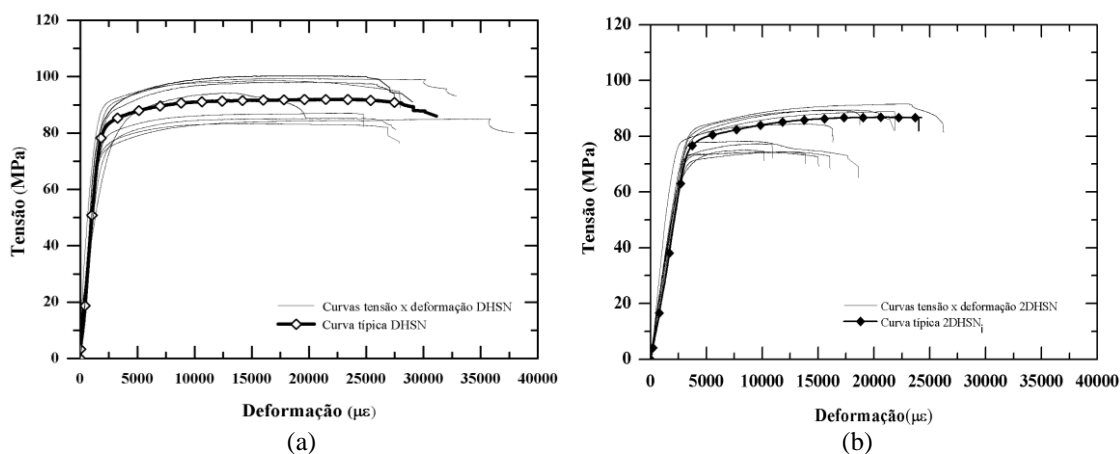 120
100
80
60
40
20
0
Tensão (MPa)
Curvas tensão x deformação DHSN
Curva típica DHSN
0 5000 10000 15000 20000 25000 30000 35000 40000
Deformação (με)
(a)
120
100
80
60
40
20
0
Tensão (MPa)
Curvas tensão x deformação 2DHSN
Curva típica 2DHSN
0 5000 10000 15000 20000 25000 30000 35000 40000
Deformação(με)
(b)